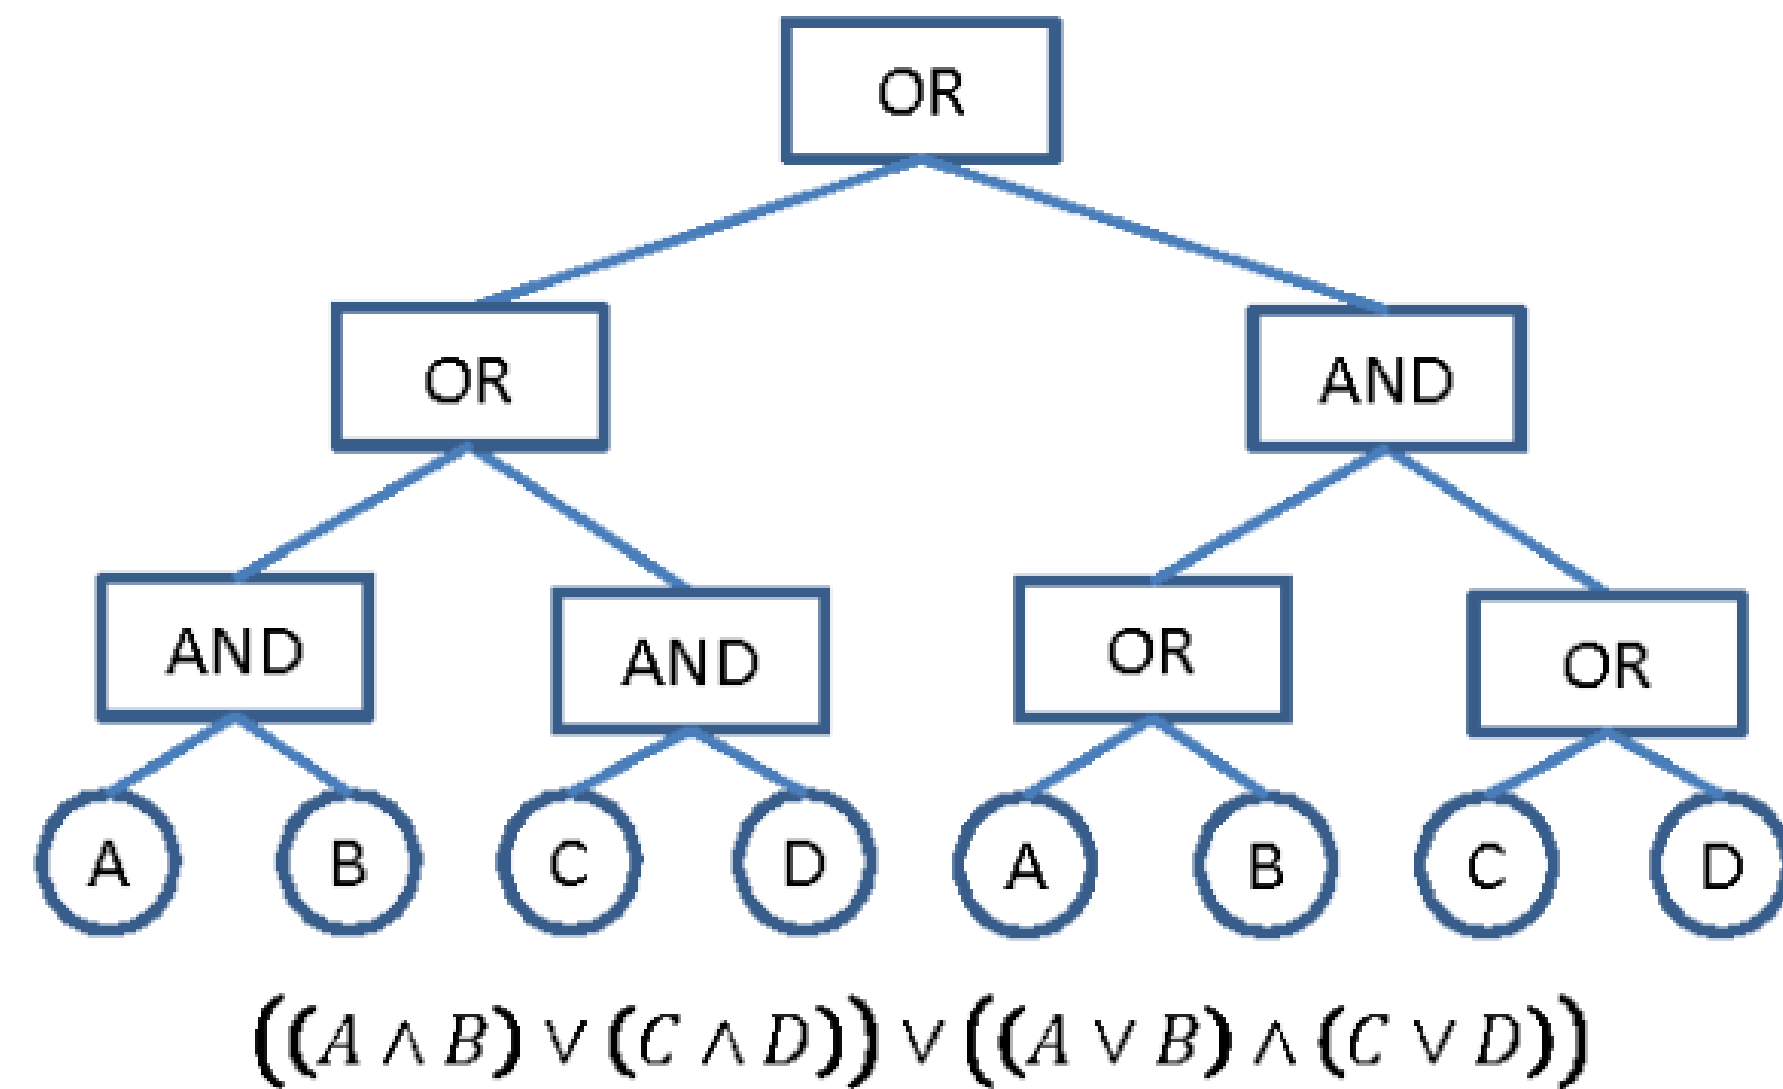 OR
OR AND
AND AND OR OR
A B C D A B C D
((A ∧ B) ∨ (C ∧ D)) ∨ ((A ∨ B) ∧ (C ∨ D))